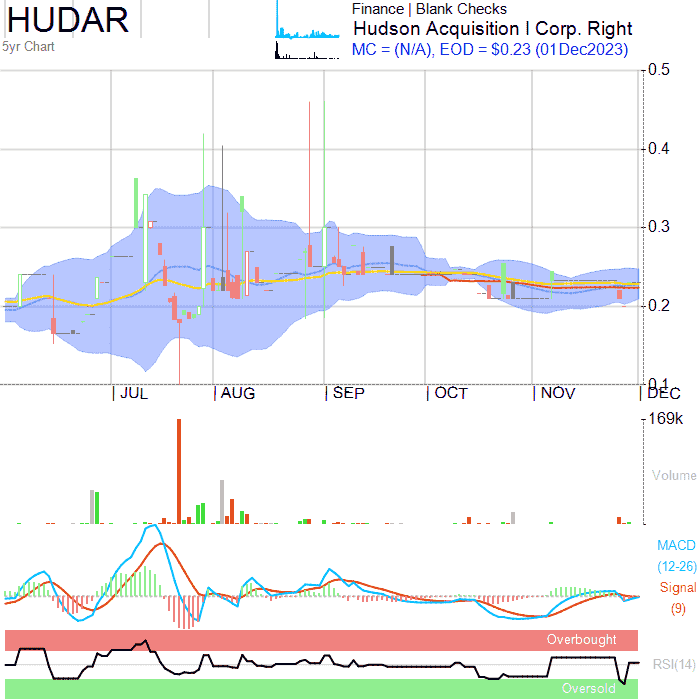 HUDAR
5yr Chart
Finance | Blank Checks
Hudson Acquisition I Corp. Right
MC = (N/A), EOD = $0.23 (01Dec2023)
0.5
0.4
0.3
0.2
0.1
JUL
AUG
SEP
OCT
NOV
DEC
169k
Volume
MACD
(12-26)
Signal
(9)
Overbought
RSI(14)
Oversold